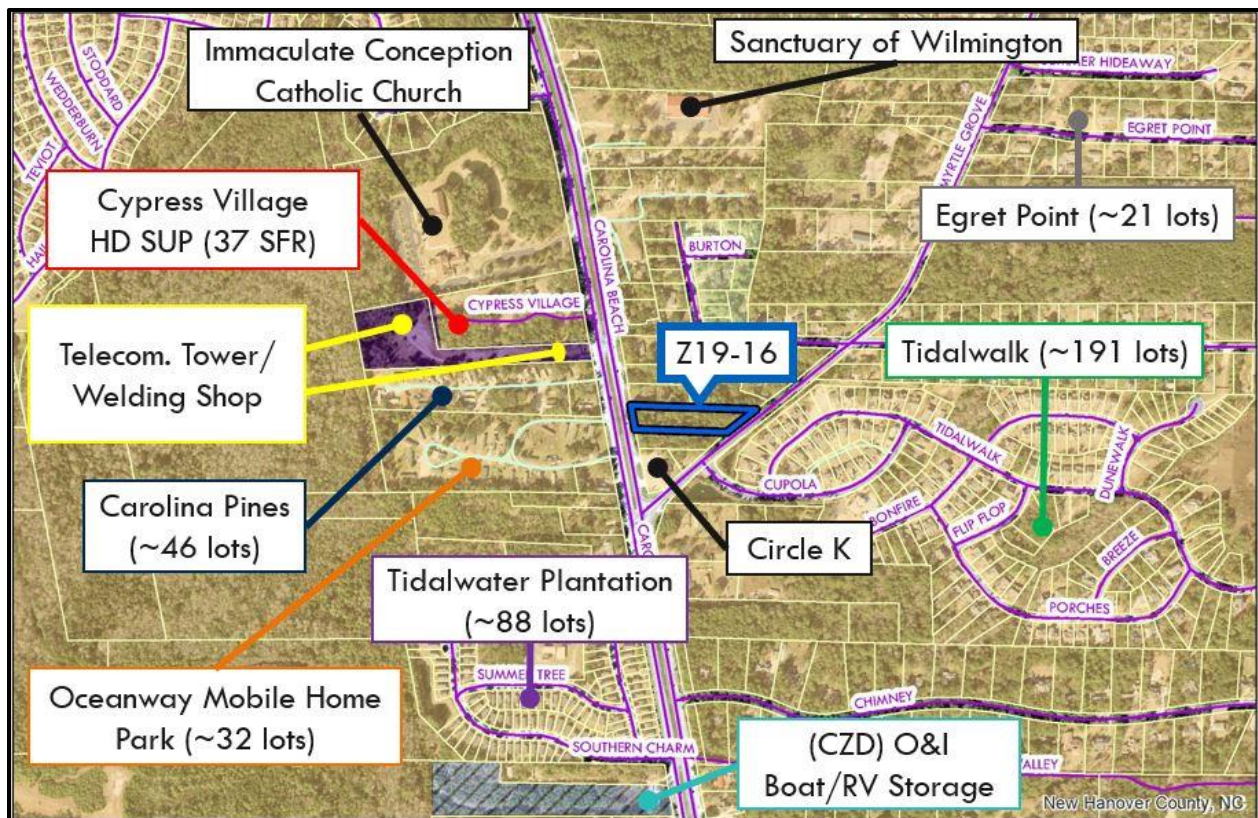 Immaculate Conception
Catholic Church
Sanctuary of Wilmington
STODDARD
WEDDERBURN
TEVIOT
HIDEAWAY
EGRET POINT
MYRTLE GROVE
Cypress Village
HD SUP (37 SFR)
Egret Point (~21 lots)
CAROLINA BEACH
BURTON
CYPRESS VILLAGE
Telecom. Tower/
Welding Shop
Z19-16
Tidalwalk (~191 lots)
TIDALWALK
DUNEWALK
CUPOLA
BONFIRE
FLIP FLOP
BREEZE
PORCHES
Carolina Pines
(~46 lots)
Circle K
Tidalwater Plantation
(~88 lots)
Oceanway Mobile Home
Park (~32 lots)
SUMMER TREE
CHIMNEY
SOUTHERN CHARM
(CZD) O&I
Boat/RV Storage
New Hanover County, NC